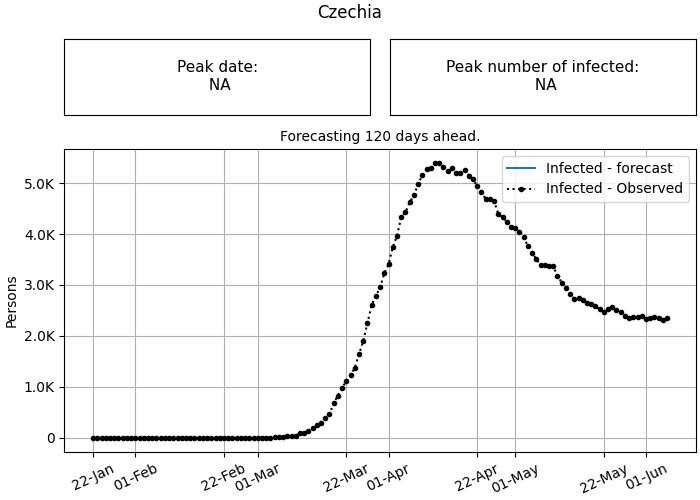 Czechia
Peak date:
NA
Peak number of infected:
NA
Forecasting 120 days ahead.
Infected - forecast
Infected - Observed
5.0K
4.0K
3.0K
2.0K
1.0K
0
Persons
22-Jan
01-Feb
22-Feb
01-Mar
22-Mar
01-Apr
22-Apr
01-May
22-May
01-Jun